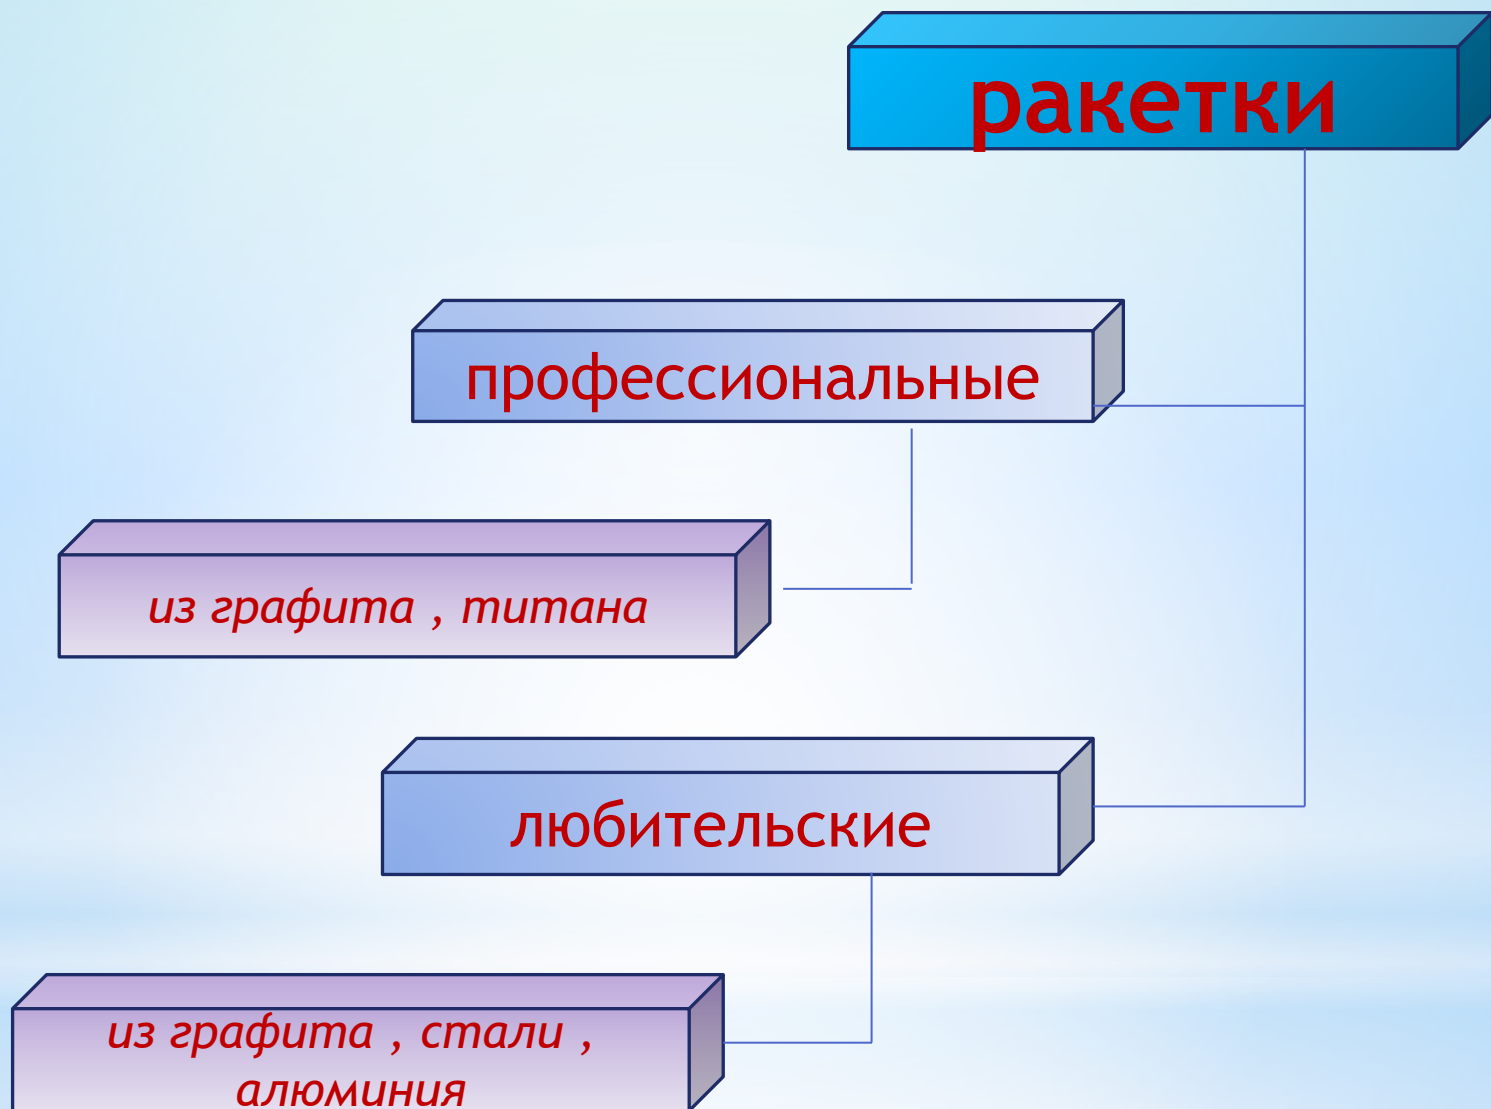 ракетки
профессиональные
из графита , титана
любительские
из графита , стали ,
алюминия